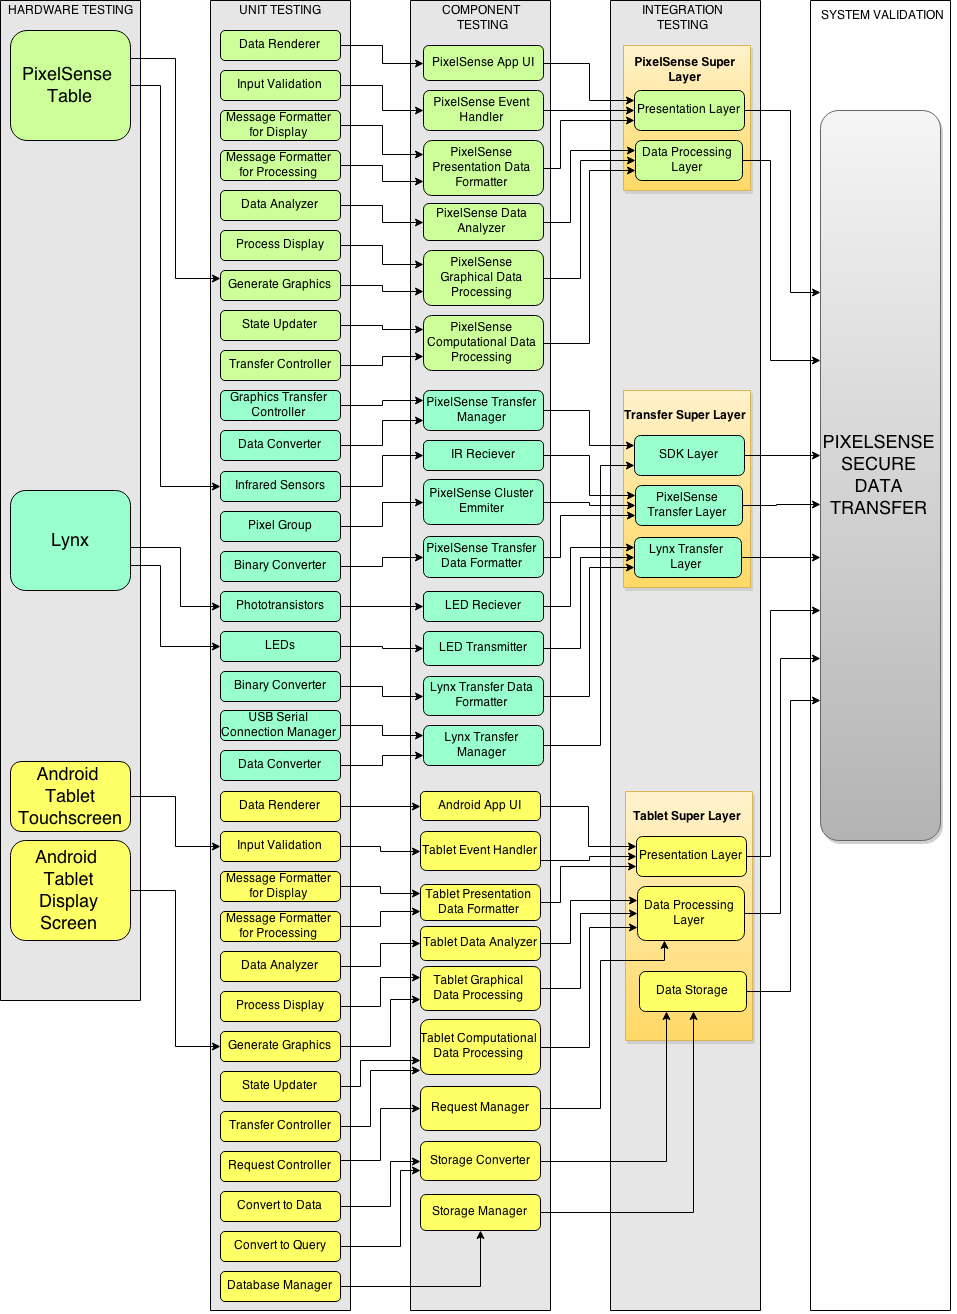 HARDWARE TESTING
PixelSense
Table
Lynx
Android
Tablet
Touchscreen
Android
Tablet
Display
Screen
UNIT TESTING
Data Renderer
Input Validation
Message Formatter
for Display
Message Formatter
for Processing
Data Analyzer
Process Display
Generate Graphics
State Updater
Transfer Controller
Graphics Transfer
Controller
Data Converter
Infrared Sensors
Pixel Group
Binary Converter
Phototransistors
LEDs
Binary Converter
USB Serial
Connection Manager
Data Converter
Data Renderer
Input Validation
Message Formatter
for Display
Message Formatter
for Processing
Data Analyzer
Process Display
Generate Graphics
State Updater
Transfer Controller
Request Controller
Convert to Data
Convert to Query
Database Manager
COMPONENT
TESTING
PixelSense App UI
PixelSense Event
Handler
PixelSense
Presentation Data
Formatter
PixelSense Data
Analyzer
PixelSense
Graphical Data
Processing
PixelSense
Computational Data
Processing
PixelSense Transfer
Manager
IR Reciever
PixelSense Cluster
Emmiter
PixelSense Transfer
Data Formatter
LED Reciever
LED Transmitter
Lynx Transfer Data
Formatter
Lynx Transfer
Manager
Android App UI
Tablet Event Handler
Tablet Presentation
Data Formatter
Tablet Data Analyzer
Tablet Graphical
Data Processing
Tablet Computational
Data Processing
Request Manager
Storage Converter
Storage Manager
INTEGRATION
TESTING
PixelSense Super
Layer
Presentation Layer
Data Processing
Layer
Transfer Super Layer
SDK Layer
PixelSense
Transfer Layer
Lynx Transfer
Layer
Tablet Super Layer
Presentation Layer
Data Processing
Layer
Data Storage
SYSTEM VALIDATION
PIXELSENSE
SECURE
DATA
TRANSFER